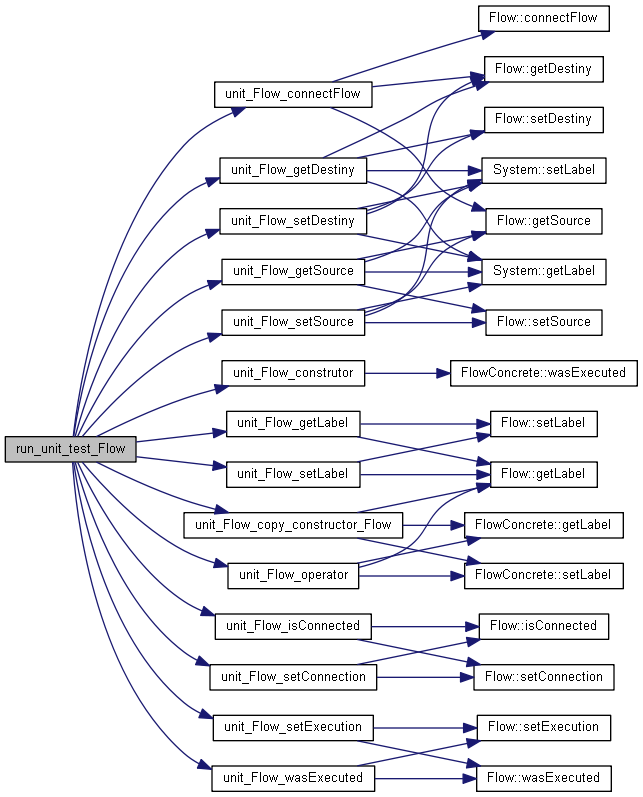 run_unit_test_Flow
unit_Flow_connectFlow
unit_Flow_getDestiny
unit_Flow_setDestiny
unit_Flow_getSource
unit_Flow_setSource
unit_Flow_construtor
unit_Flow_getLabel
unit_Flow_setLabel
unit_Flow_copy_constructor_Flow
unit_Flow_operator
unit_Flow_isConnected
unit_Flow_setConnection
unit_Flow_setExecution
unit_Flow_wasExecuted
Flow::connectFlow
Flow::getDestiny
Flow::setDestiny
System::setLabel
Flow::getSource
System::getLabel
Flow::setSource
FlowConcrete::wasExecuted
Flow::setLabel
Flow::getLabel
FlowConcrete::getLabel
FlowConcrete::setLabel
Flow::isConnected
Flow::setConnection
Flow::setExecution
Flow::wasExecuted